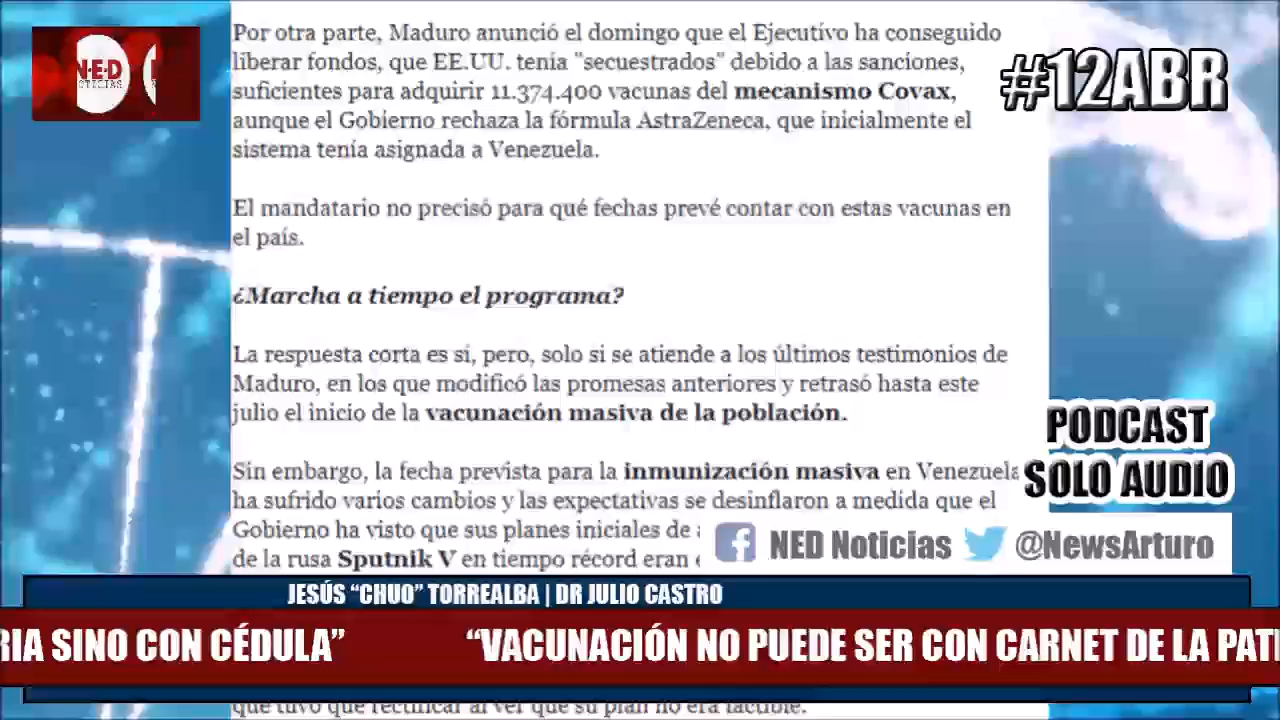 Por otra parte, Maduro anunció el domingo que el Ejecutivo ha conseguido
liberar fondos, que EE.UU. tenía "secuestrados" debido a las sanciones,
suficientes para adquirir 11.374.400 vacunas del mecanismo Covax,
aunque el Gobierno rechaza la fórmula AstraZeneca, que inicialmente el
sistema tenía asignada a Venezuela.
El mandatario no precisó para qué fechas prevé contar con estas vacunas en
el país.
¿Marcha a tiempo el programa?
La respuesta corta es sí, pero, solo si se atiende a los últimos testimonios de
Maduro, en los que modificó las promesas anteriores y retrasó hasta este
julio el inicio de la vacunación masiva de la población.
Sin embargo, la fecha prevista para la inmunización masiva en Venezuela
ha sufrido varios cambios y las expectativas se desinflaron a medida que el
Gobierno ha visto que sus planes iniciales de
de la rusa Sputnik V en tiempo récord eran
que tuvo que rectificar al ver que su plan no era factible.
N·E·D
NOTICIAS
#12ABR
PODCAST
SOLO AUDIO
NED Noticias @NewsArturo
JESÚS “CHUO” TORREALBA | DR JULIO CASTRO
RIA SINO CON CÉDULA” “VACUNACIÓN NO PUEDE SER CON CARNET DE LA PATI